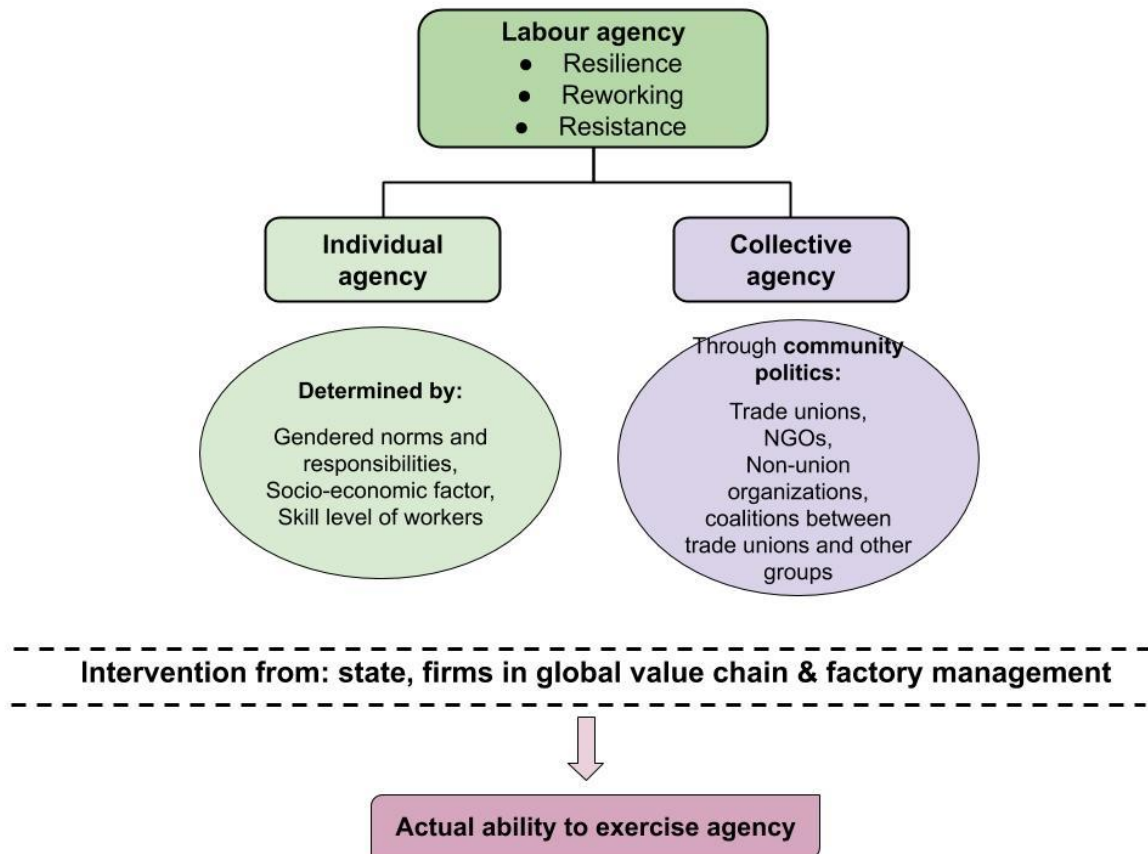 Labour agency
● Resilience
● Reworking
● Resistance
Individual
agency
Collective
agency
Determined by:
Gendered norms and
responsibilities,
Socio-economic factor,
Skill level of workers
Through community
politics:
Trade unions,
NGOs,
Non-union
organizations,
coalitions between
trade unions and other
groups
Intervention from: state, firms in global value chain & factory management
Actual ability to exercise agency